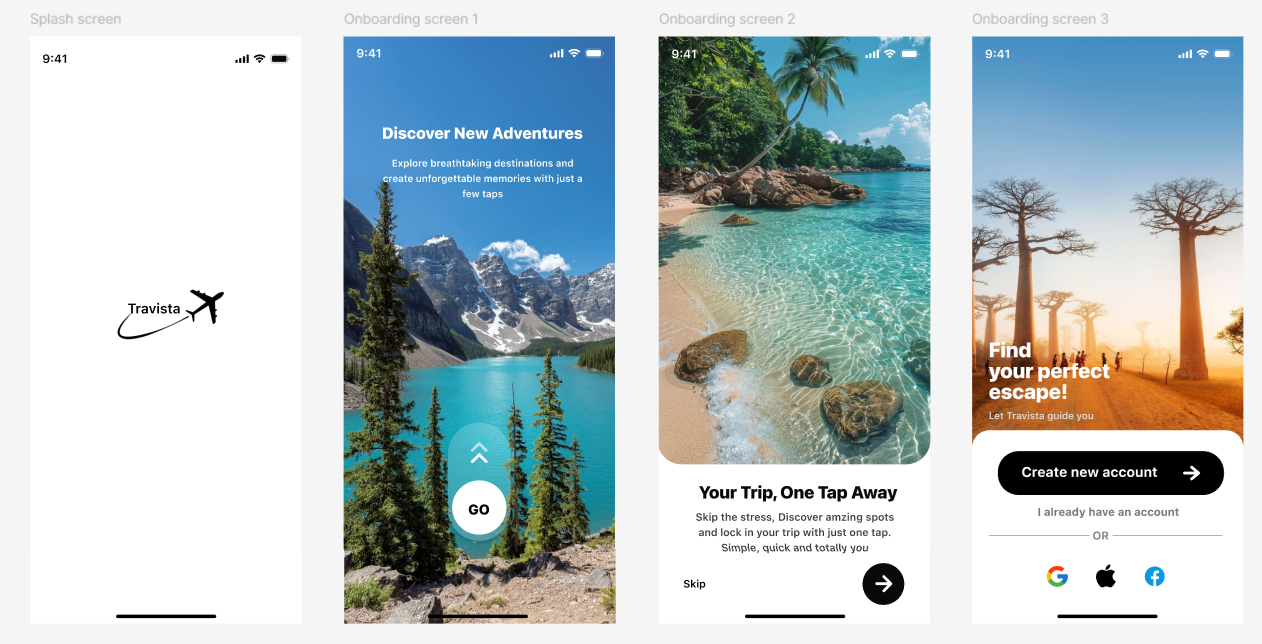 Splash screen
9:41
Travista
Onboarding screen 1
9:41
Discover New Adventures
Explore breathtaking destinations and
create unforgettable memories with just a
few taps
GO
Onboarding screen 2
9:41
Your Trip, One Tap Away
Skip the stress, Discover amzing spots
and lock in your trip with just one tap.
Simple, quick and totally you
Skip
Onboarding screen 3
9:41
Find
your perfect
escape!
Let Travista guide you
Create new account
I already have an account
OR